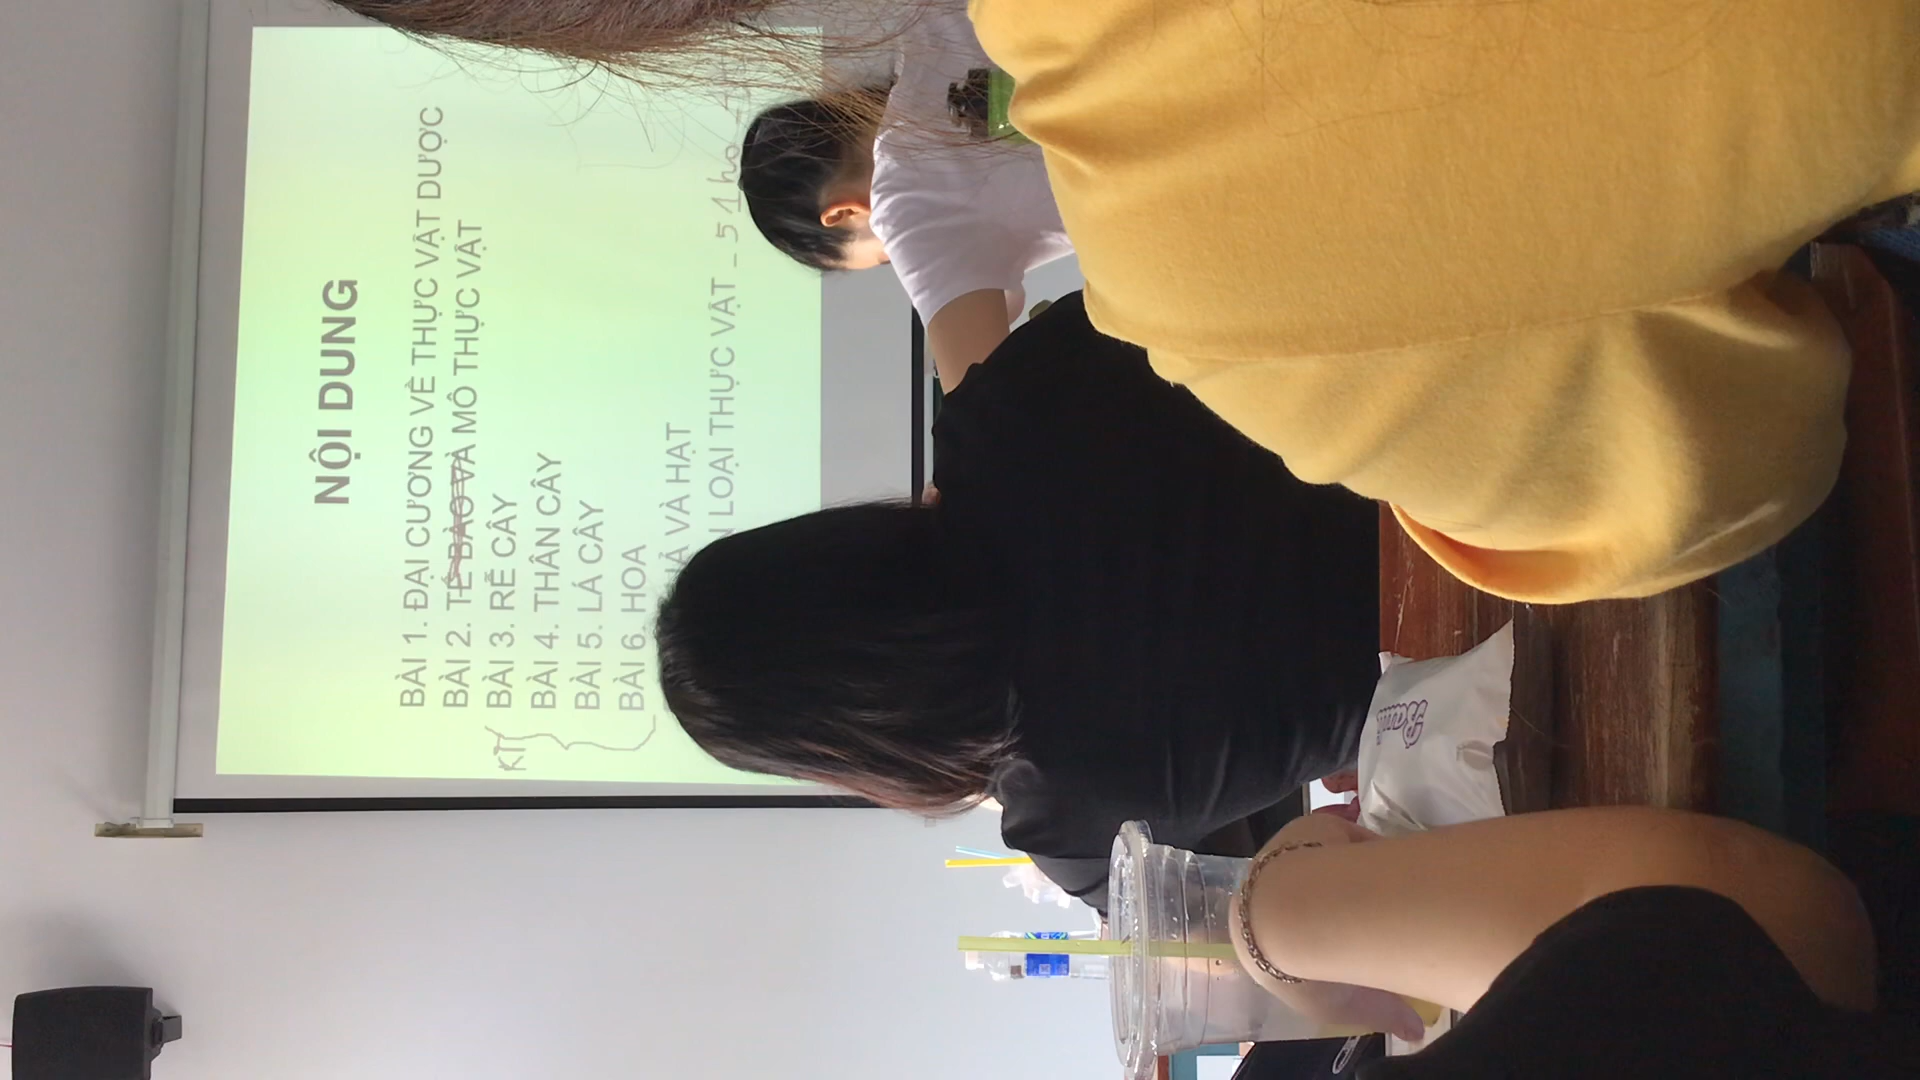 NỘI DUNG
BÀI 1. ĐẠI CƯƠNG VỀ THỰC VẬT DƯỢC
BÀI 2. TẾ BÀO VÀ MÔ THỰC VẬT
BÀI 3. RỄ CÂY
KT
BÀI 4. THÂN CÂY
BÀI 5. LÁ CÂY
BÀI 6. HOA
VÀ HẠT
LOẠI THỰC VẬT - 51 họ